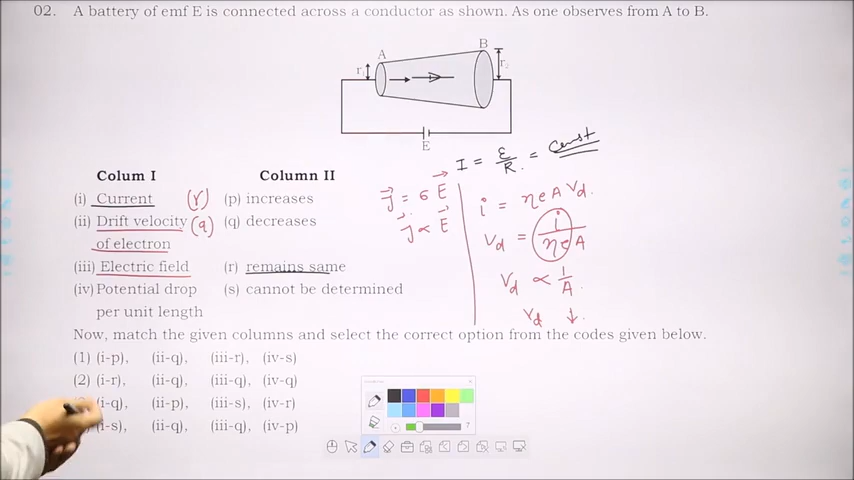 02. A battery of emf E is connected across a conductor as shown. As one observes from A to B.
B
A
r₁
r₂
E
I = ε/R = Const
Colum I Column II
(i) Current (r) (p) increases
(ii) Drift velocity (q) (q) decreases
of electron
(iii) Electric field (r) remains same
(iv) Potential drop (s) cannot be determined
per unit length
j = σ E
j ∝ E
i = neA Vd.
Vd = i/neA
Vd ∝ 1/A
Vd ↓.
Now, match the given columns and select the correct option from the codes given below.
(1) (i-p), (ii-q), (iii-r), (iv-s)
(2) (i-r), (ii-q), (iii-q), (iv-q)
(i-q), (ii-p), (iii-s), (iv-r)
(i-s), (ii-q), (iii-q), (iv-p)
7